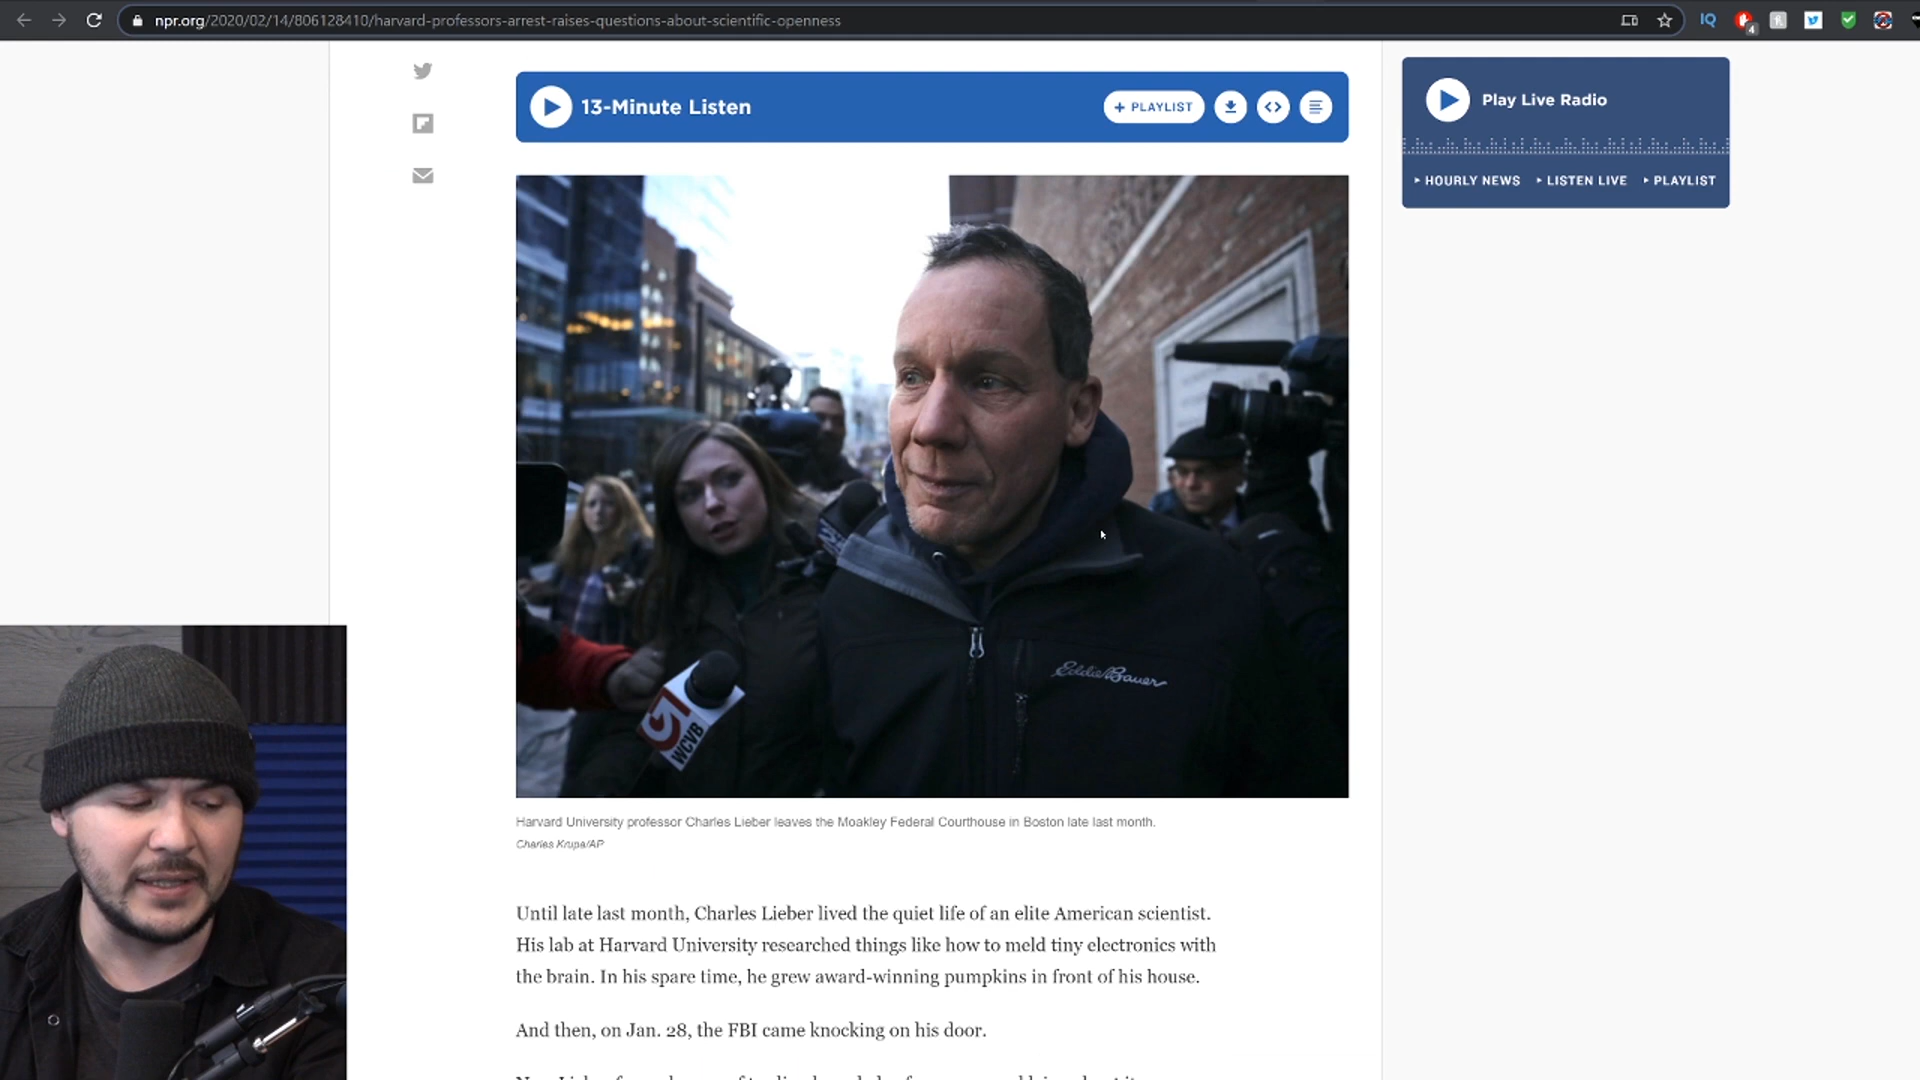 npr.org/2020/02/14/806128410/harvard-professors-arrest-raises-questions-about-scientific-openness
IQ
4
13-Minute Listen
+ PLAYLIST
Play Live Radio
HOURLY NEWS
LISTEN LIVE
PLAYLIST
Eddie Bauer
5
WCVB
Harvard University professor Charles Lieber leaves the Moakley Federal Courthouse in Boston late last month.
Charles Krupa/AP
Until late last month, Charles Lieber lived the quiet life of an elite American scientist.
His lab at Harvard University researched things like how to meld tiny electronics with
the brain. In his spare time, he grew award-winning pumpkins in front of his house.
And then, on Jan. 28, the FBI came knocking on his door.